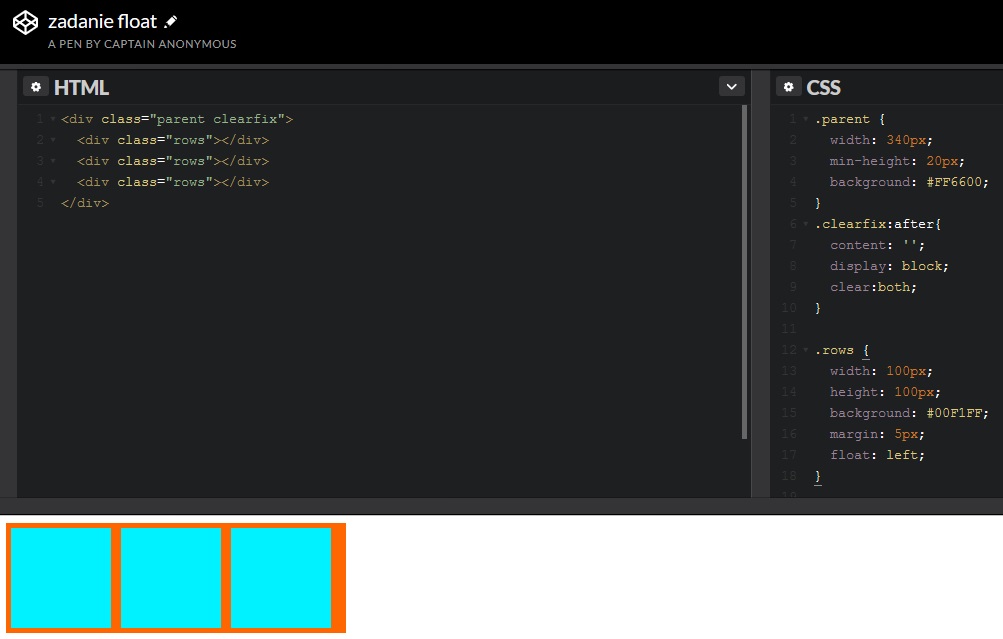 zadanie float
A PEN BY CAPTAIN ANONYMOUS
HTML
1 <div class="parent clearfix">
2 <div class="rows"></div>
3 <div class="rows"></div>
4 <div class="rows"></div>
5 </div>
CSS
1 .parent {
2 width: 340px;
3 min-height: 20px;
4 background: #FF6600;
5 }
6 .clearfix:after{
7 content: '';
8 display: block;
9 clear:both;
10 }
11
12 .rows {
13 width: 100px;
14 height: 100px;
15 background: #00F1FF;
16 margin: 5px;
17 float: left;
18 }
19